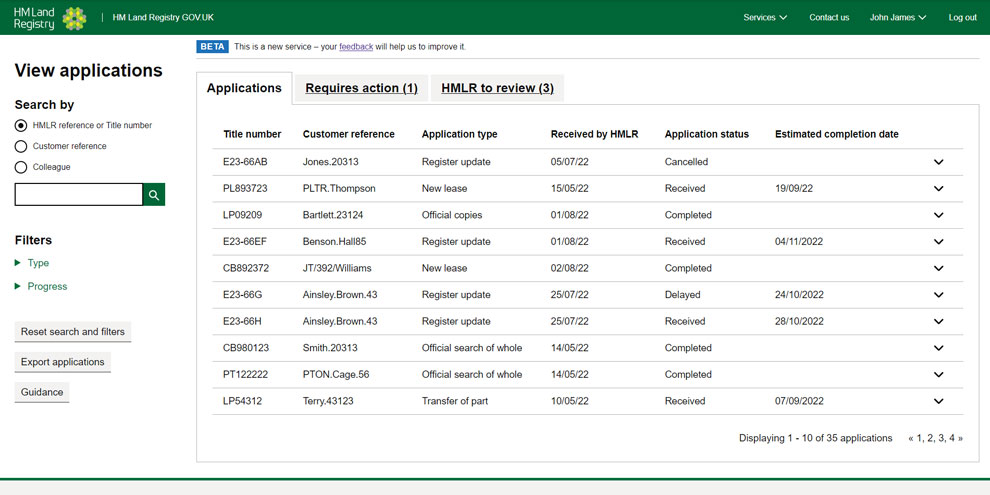 HM Land
Registry
HM Land Registry GOV.UK
Services
Contact us
John James
Log out
BETA This is a new service – your feedback will help us to improve it.
View applications
Search by
HMLR reference or Title number
Customer reference
Colleague
Filters
Type
Progress
Reset search and filters
Export applications
Guidance
Applications Requires action (1) HMLR to review (3)
Title number Customer reference Application type Received by HMLR Application status Estimated completion date
E23-66AB Jones.20313 Register update 05/07/22 Cancelled
PL893723 PLTR.Thompson New lease 15/05/22 Received 19/09/22
LP09209 Bartlett.23124 Official copies 01/08/22 Completed
E23-66EF Benson.Hall85 Register update 01/08/22 Received 04/11/2022
CB892372 JT/392/Williams New lease 02/08/22 Completed
E23-66G Ainsley.Brown.43 Register update 25/07/22 Delayed 24/10/2022
E23-66H Ainsley.Brown.43 Register update 25/07/22 Received 28/10/2022
CB980123 Smith.20313 Official search of whole 14/05/22 Completed
PT122222 PTON.Cage.56 Official search of whole 14/05/22 Completed
LP54312 Terry.43123 Transfer of part 10/05/22 Received 07/09/2022
Displaying 1 - 10 of 35 applications « 1, 2, 3, 4 »